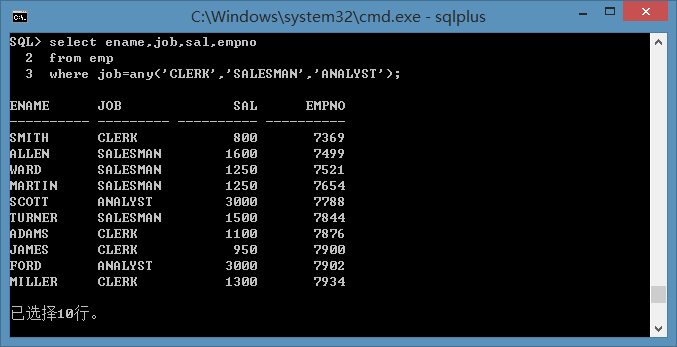 C:\Windows\system32\cmd.exe - sqlplus
SQL> select ename,job,sal,empno
  2  from emp
  3  where job=any('CLERK','SALESMAN','ANALYST');
ENAME      JOB              SAL      EMPNO
---------- --------- ---------- ----------
SMITH      CLERK            800       7369
ALLEN      SALESMAN        1600       7499
WARD       SALESMAN        1250       7521
MARTIN     SALESMAN        1250       7654
SCOTT      ANALYST         3000       7788
TURNER     SALESMAN        1500       7844
ADAMS      CLERK           1100       7876
JAMES      CLERK            950       7900
FORD       ANALYST         3000       7902
MILLER     CLERK           1300       7934
已选择10行。